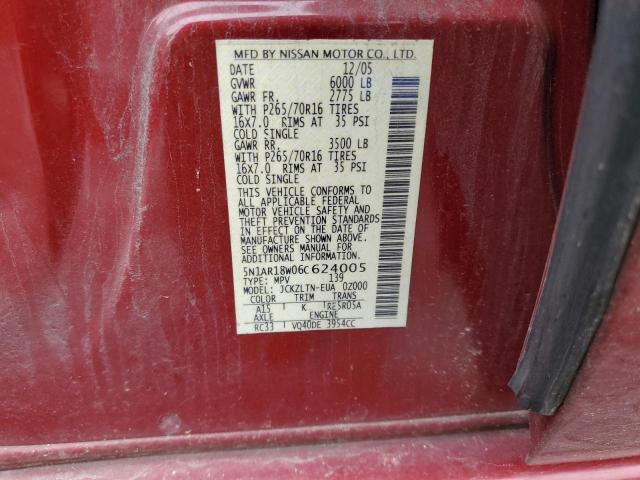 MFD BY NISSAN MOTOR CO., LTD.
DATE 12/05
GVWR 6000 LB
GAWR FR. 2775 LB
WITH P265/70R16 TIRES
16X7.0 RIMS AT 35 PSI
COLD SINGLE
GAWR RR. 3500 LB
WITH P265/70R16 TIRES
16X7.0 RIMS AT 35 PSI
COLD SINGLE
THIS VEHICLE CONFORMS TO
ALL APPLICABLE FEDERAL
MOTOR VEHICLE SAFETY AND
THEFT PREVENTION STANDARDS
IN EFFECT ON THE DATE OF
MANUFACTURE SHOWN ABOVE.
SEE OWNERS MANUAL FOR
ADDITIONAL INFORMATION.
5N1AR18W06C624005
TYPE: MPV 139
MODEL: JCKZLTN-EUA 0Z000
COLOR TRIM TRANS
A15 K RE5R05A
AXLE ENGINE
RC33 VQ40DE 3954CC